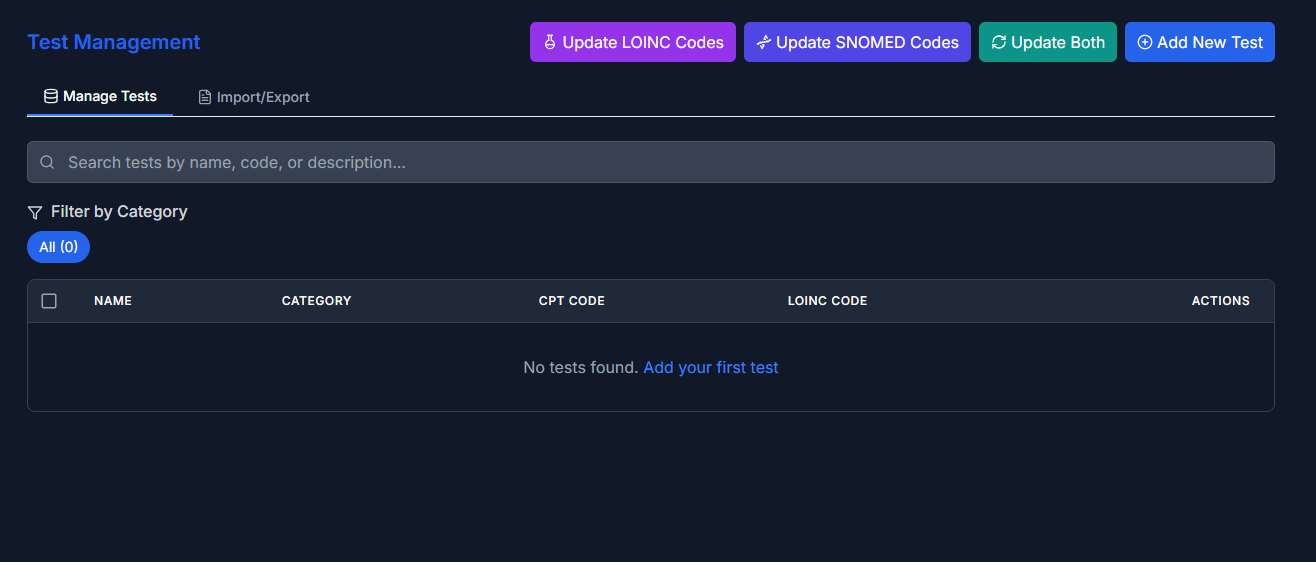 Test Management
Update LOINC Codes
Update SNOMED Codes
Update Both
Add New Test
Manage Tests
Import/Export
Search tests by name, code, or description...
Filter by Category
All (0)
NAME CATEGORY CPT CODE LOINC CODE ACTIONS
No tests found. Add your first test